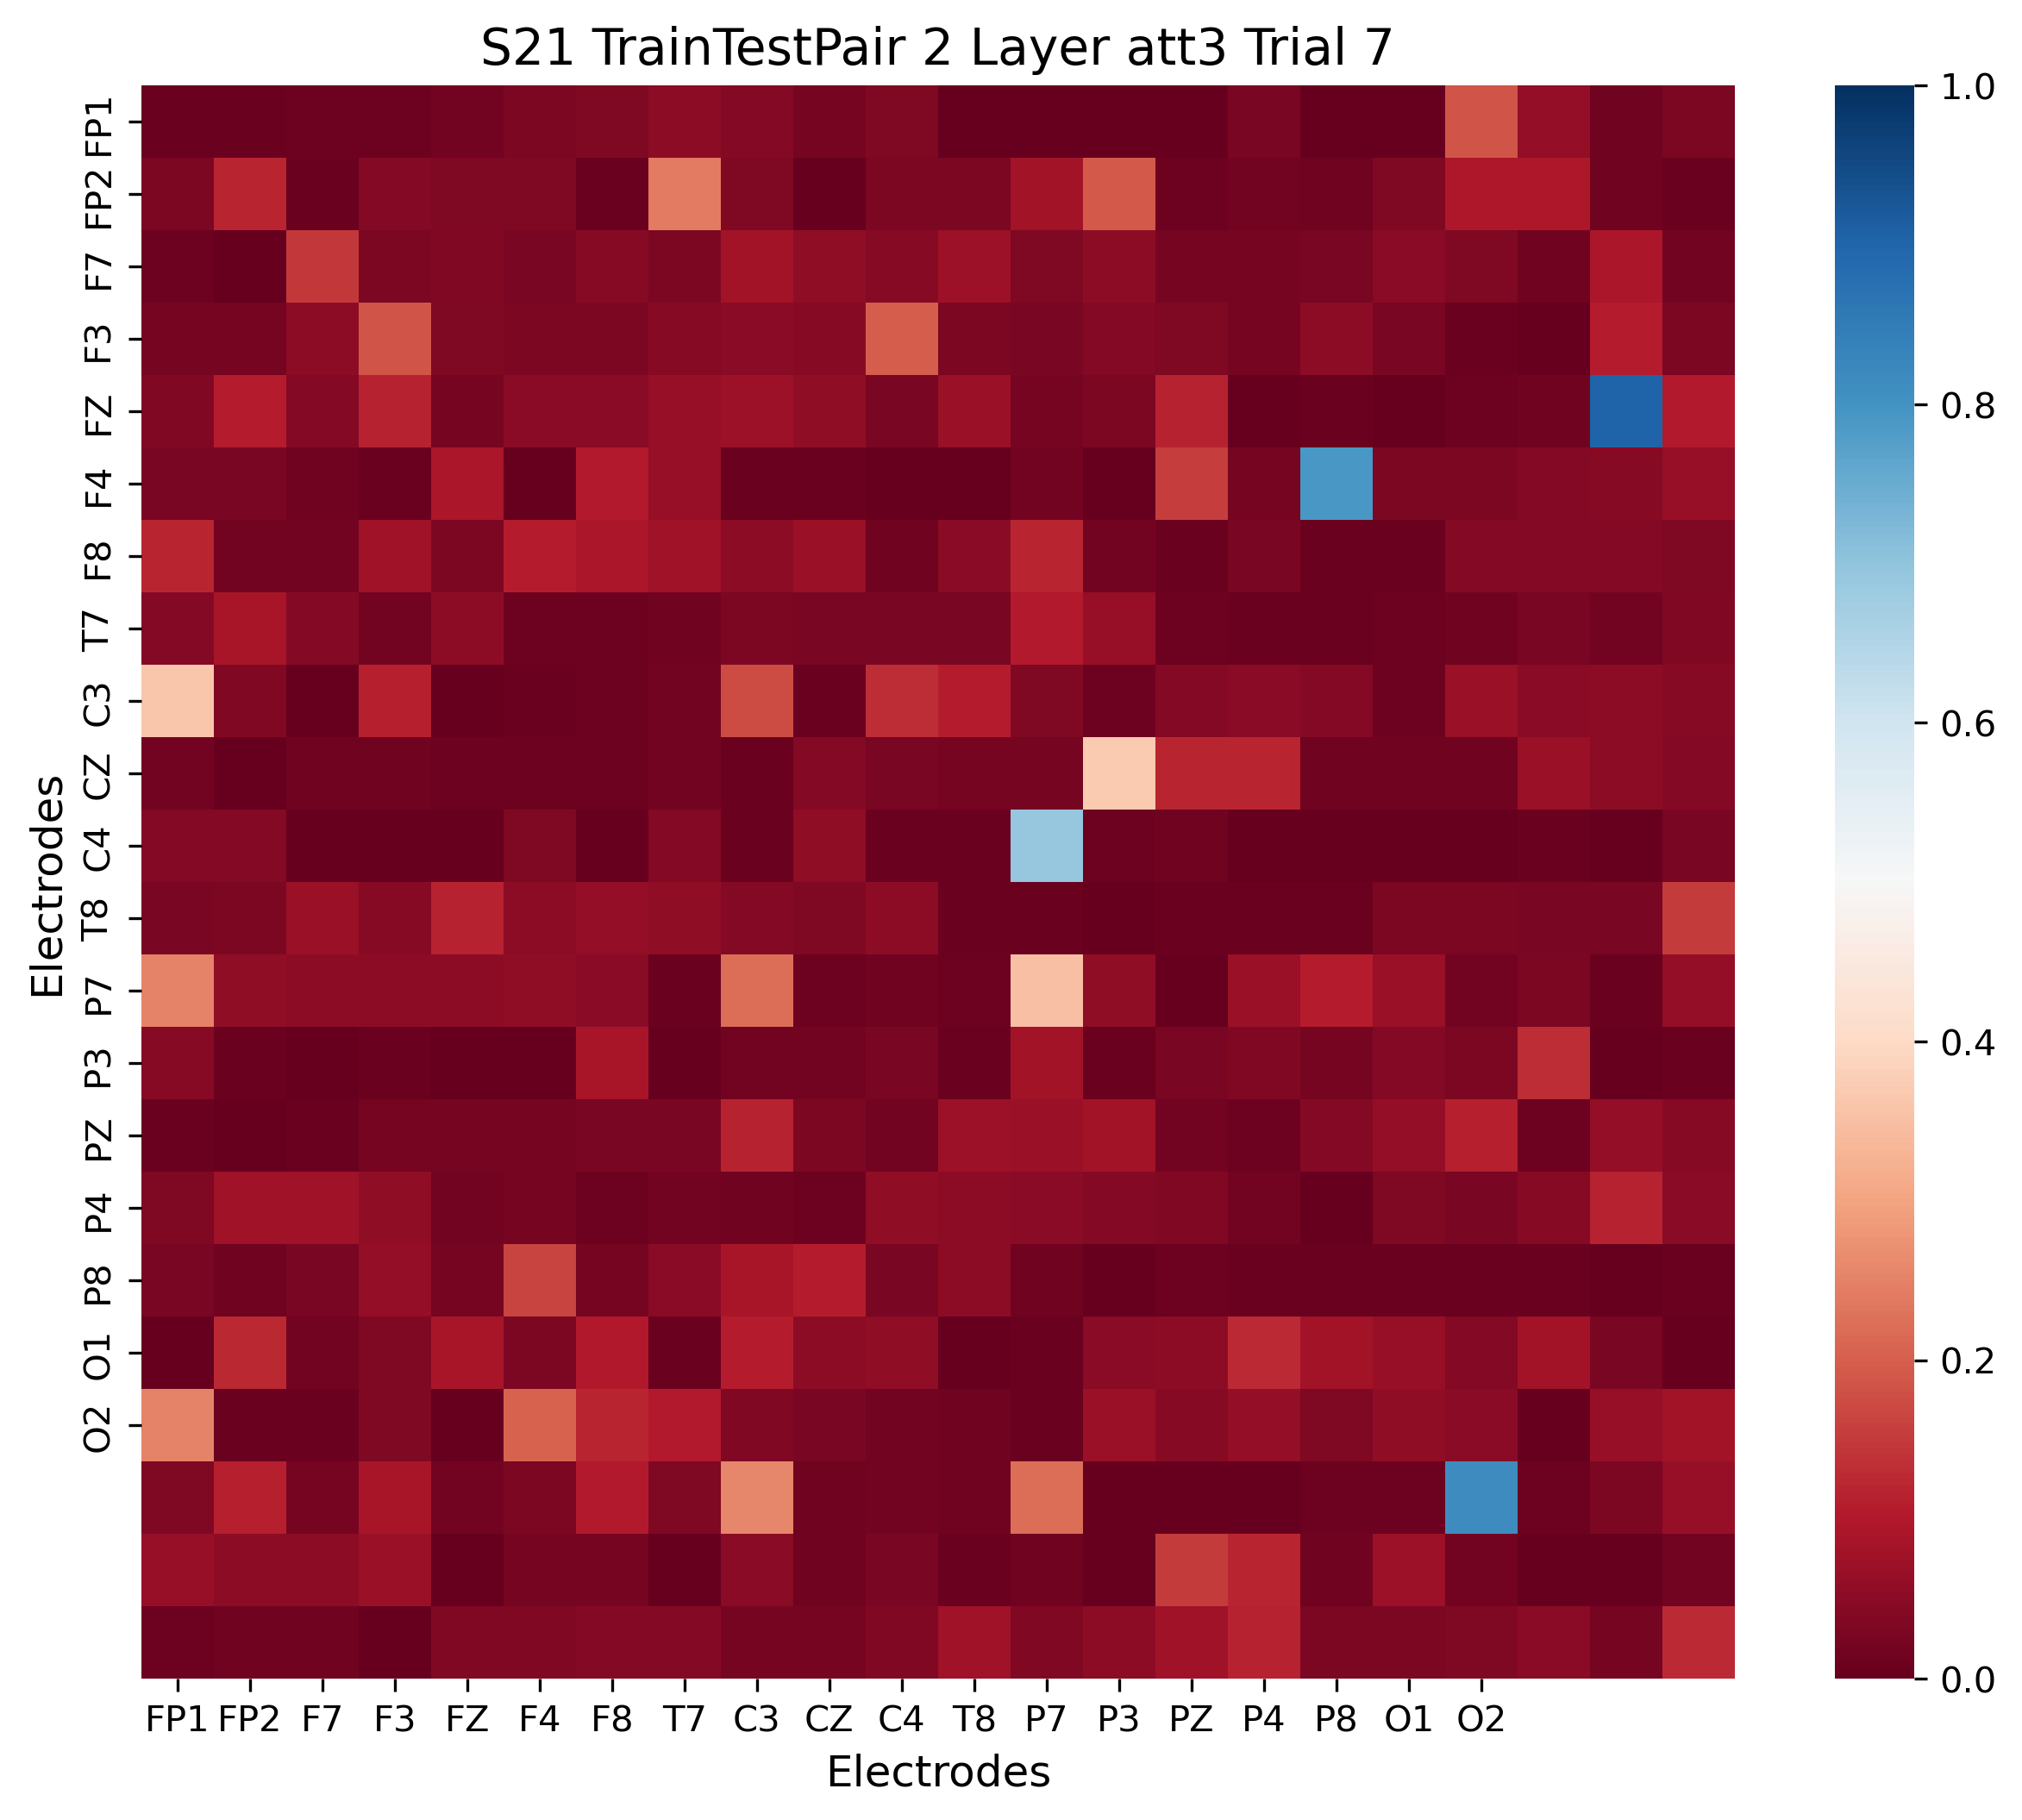 S21 TrainTestPair 2 Layer att3 Trial 7
Electrodes
FP1
FP2
F7
F3
FZ
F4
F8
T7
C3
CZ
C4
T8
P7
P3
PZ
P4
P8
O1
O2
FP1 FP2 F7 F3 FZ F4 F8 T7 C3 CZ C4 T8 P7 P3 PZ P4 P8 O1 O2
Electrodes
1.0
0.8
0.6
0.4
0.2
0.0